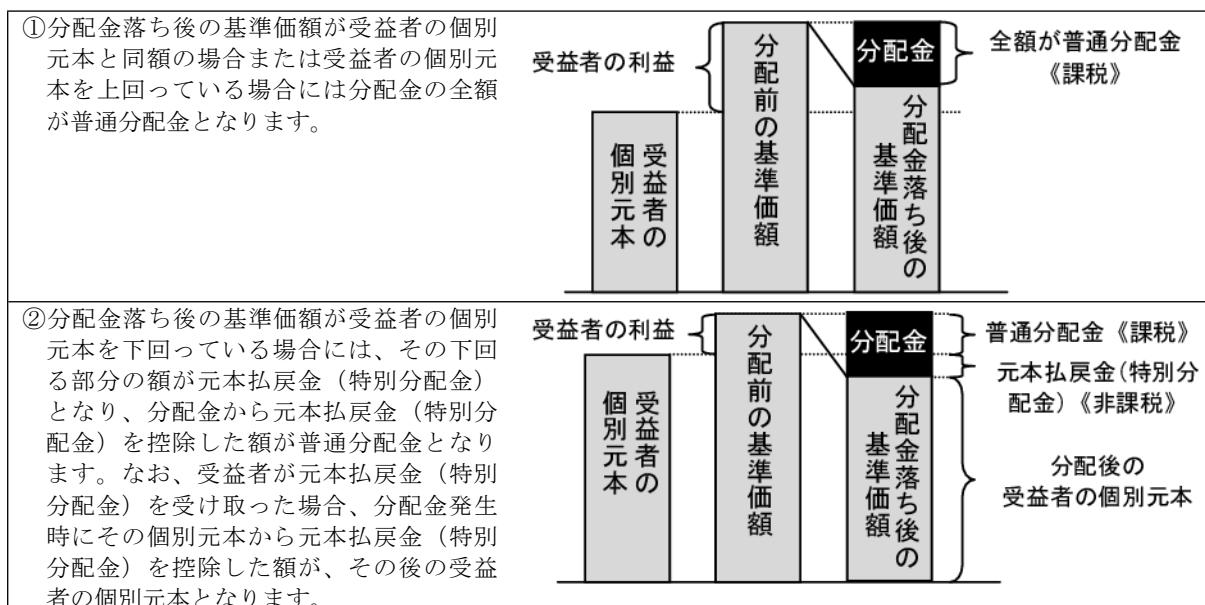 ①分配金落ち後の基準価額が受益者の個別
元本と同額の場合または受益者の個別元
本を上回っている場合には分配金の全額
が普通分配金となります。
受益者の利益
受益者の
個別元本
分配前の基準価額
分配金
分配金落ち後の
基準価額
全額が普通分配金
《課税》
②分配金落ち後の基準価額が受益者の個別
元本を下回っている場合には、その下回
る部分の額が元本払戻金（特別分配金）
となり、分配金から元本払戻金（特別分
配金）を控除した額が普通分配金となり
ます。なお、受益者が元本払戻金（特別
分配金）を受け取った場合、分配金発生
時にその個別元本から元本払戻金（特別
分配金）を控除した額が、その後の受益
者の個別元本となります。
受益者の利益
受益者の
個別元本
分配前の基準価額
分配金
分配金落ち後の
基準価額
普通分配金《課税》
元本払戻金(特別分
配金)《非課税》
分配後の
受益者の個別元本